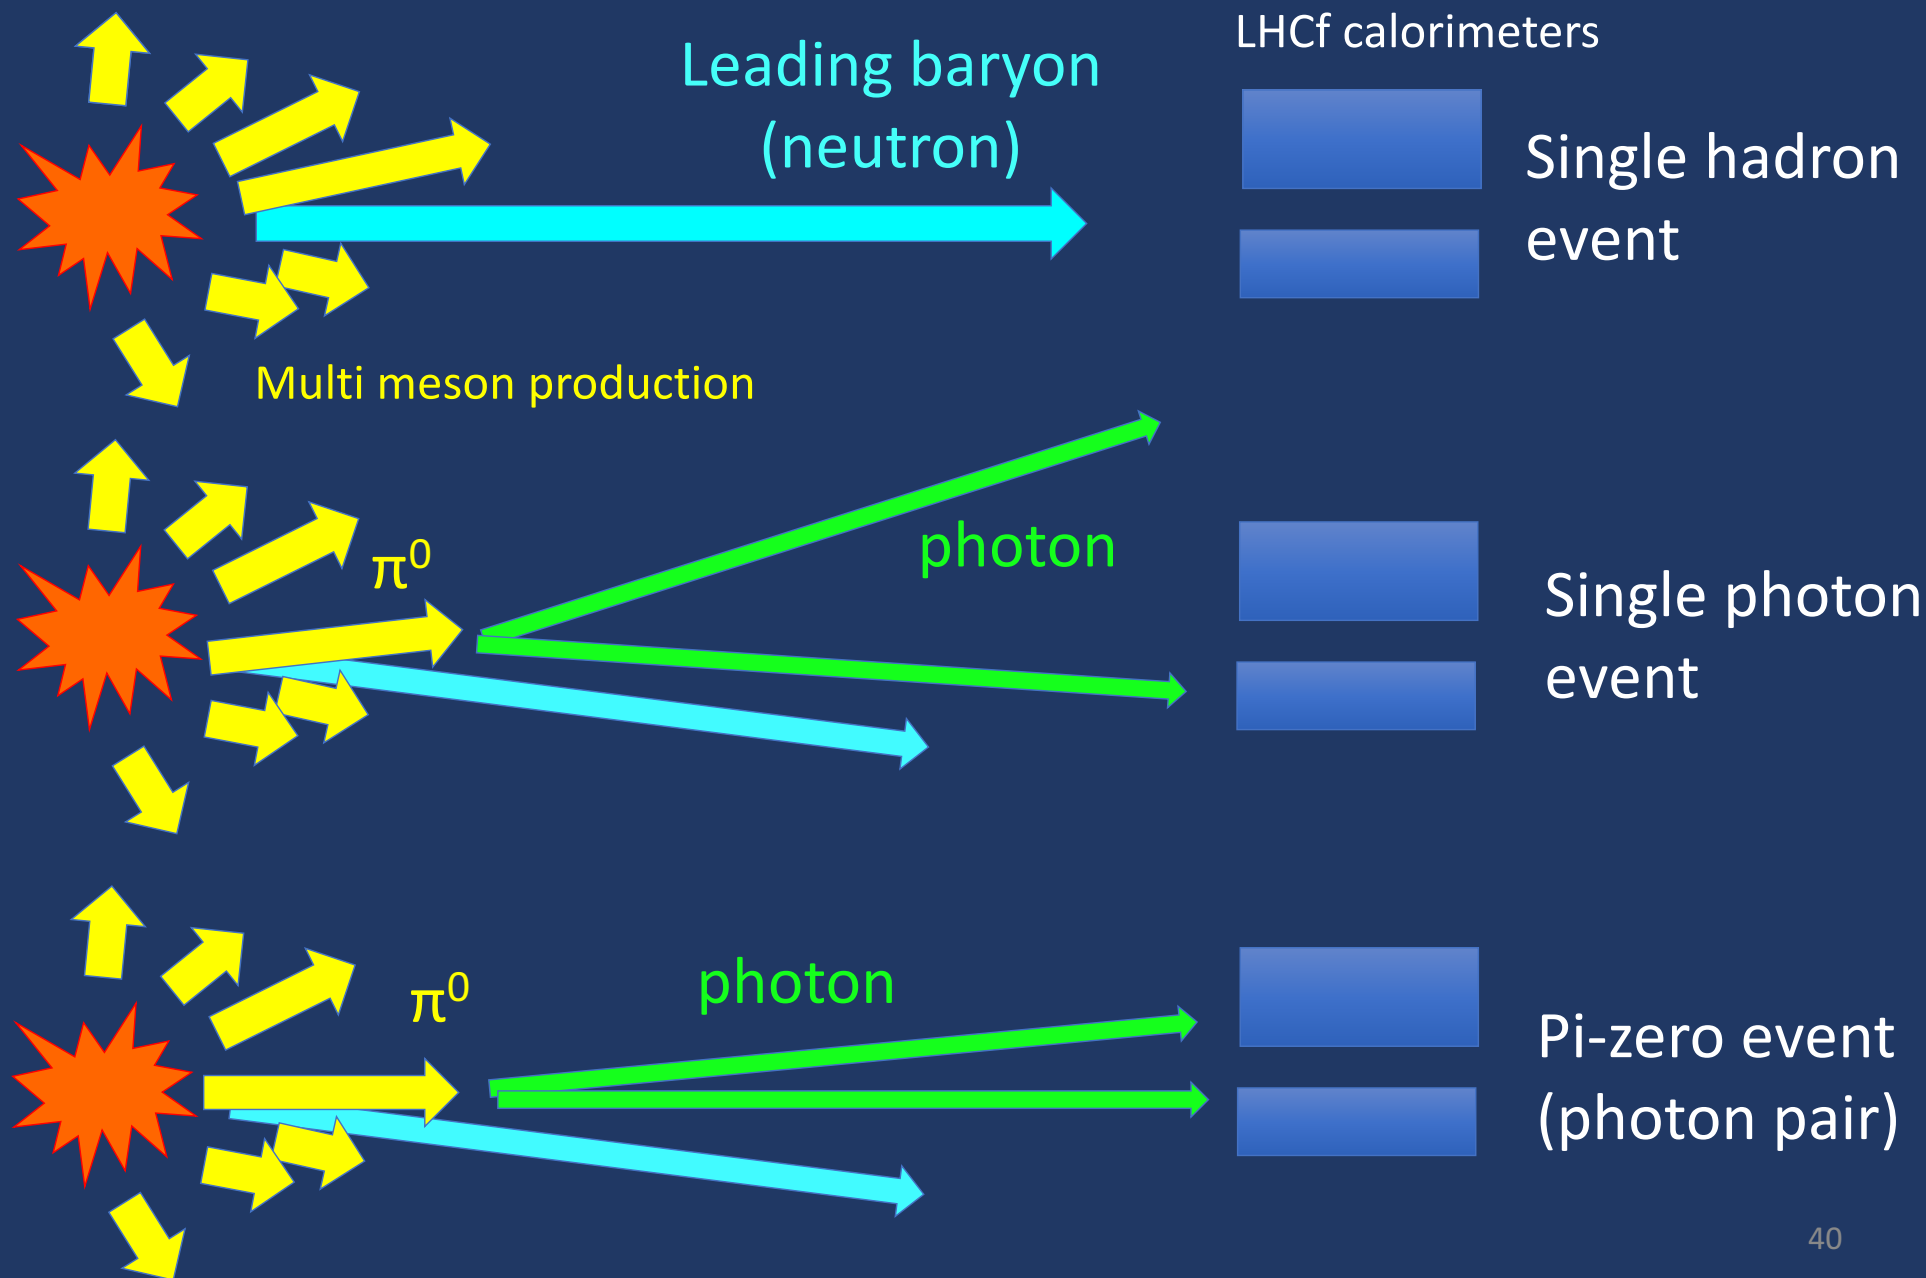 LHCf calorimeters
Leading baryon
(neutron)
Single hadron
event
Multi meson production
π⁰
photon
Single photon
event
π⁰
photon
Pi-zero event
(photon pair)
40